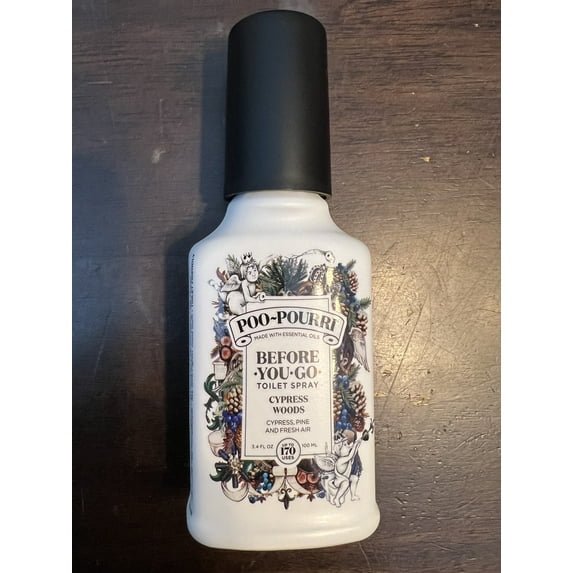 POO~POURRI
MADE WITH ESSENTIAL OILS
BEFORE
·YOU·GO·
TOILET SPRAY
CYPRESS
WOODS
CYPRESS, PINE
AND FRESH AIR
3.4 FL OZ
UP TO
170
USES
100 ML